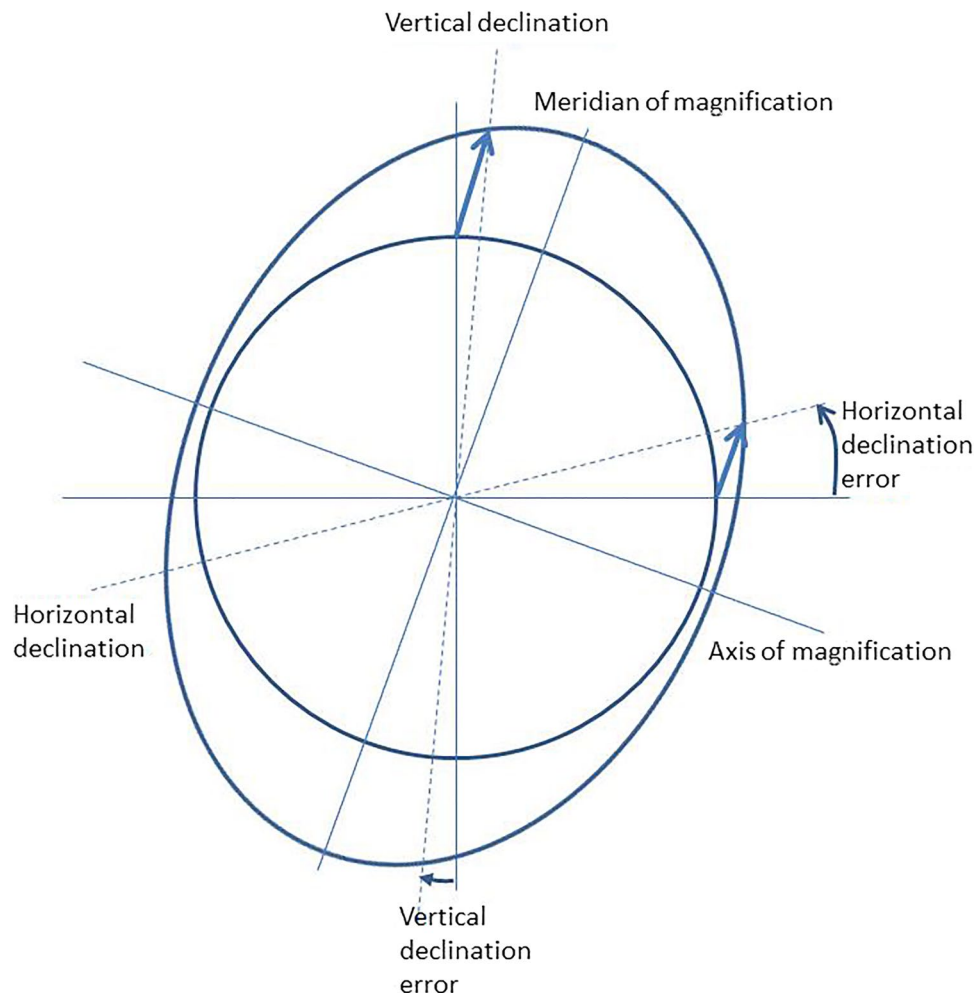 Vertical declination
Meridian of magnification
Horizontal
declination
error
Horizontal
declination
Axis of magnification
Vertical
declination
error